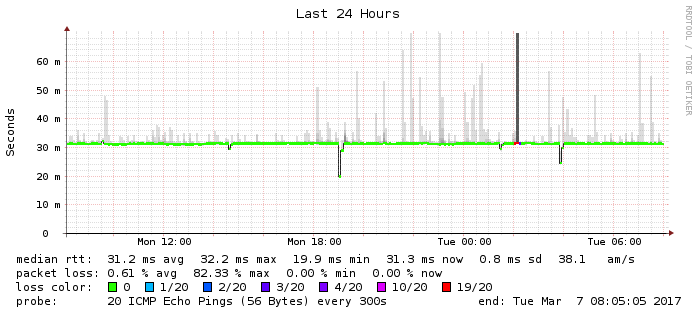 Last 24 Hours
RRDTOOL / TOBI OETIKER
Seconds
60 m
50 m
40 m
30 m
20 m
10 m
0
Mon 12:00 Mon 18:00 Tue 00:00 Tue 06:00
median rtt: 31.2 ms avg 32.2 ms max 19.9 ms min 31.3 ms now 0.8 ms sd 38.1 am/s
packet loss: 0.61 % avg 82.33 % max 0.00 % min 0.00 % now
loss color: 0 1/20 2/20 3/20 4/20 10/20 19/20
probe: 20 ICMP Echo Pings (56 Bytes) every 300s end: Tue Mar 7 08:05:05 2017